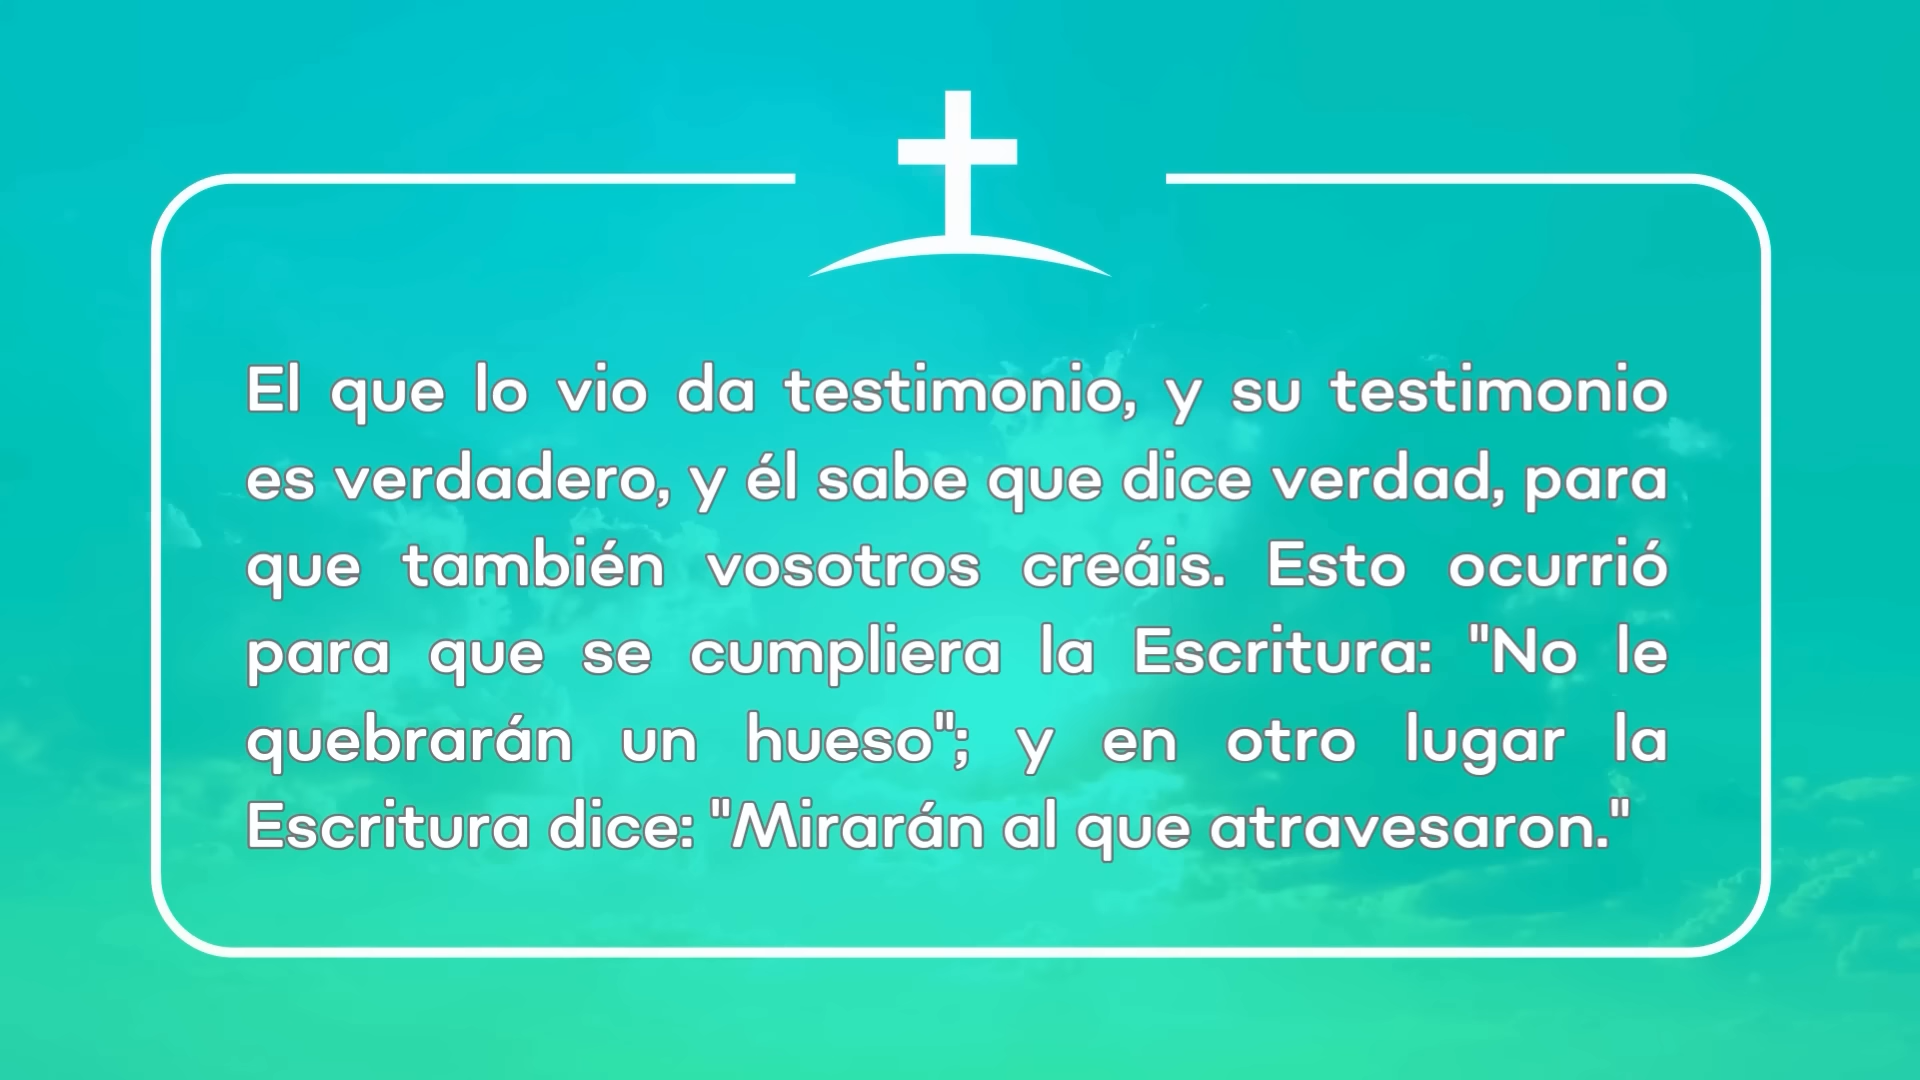 El que lo vio da testimonio, y su testimonio
es verdadero, y él sabe que dice verdad, para
que también vosotros creáis. Esto ocurrió
para que se cumpliera la Escritura: "No le
quebrarán un hueso"; y en otro lugar la
Escritura dice: "Mirarán al que atravesaron."